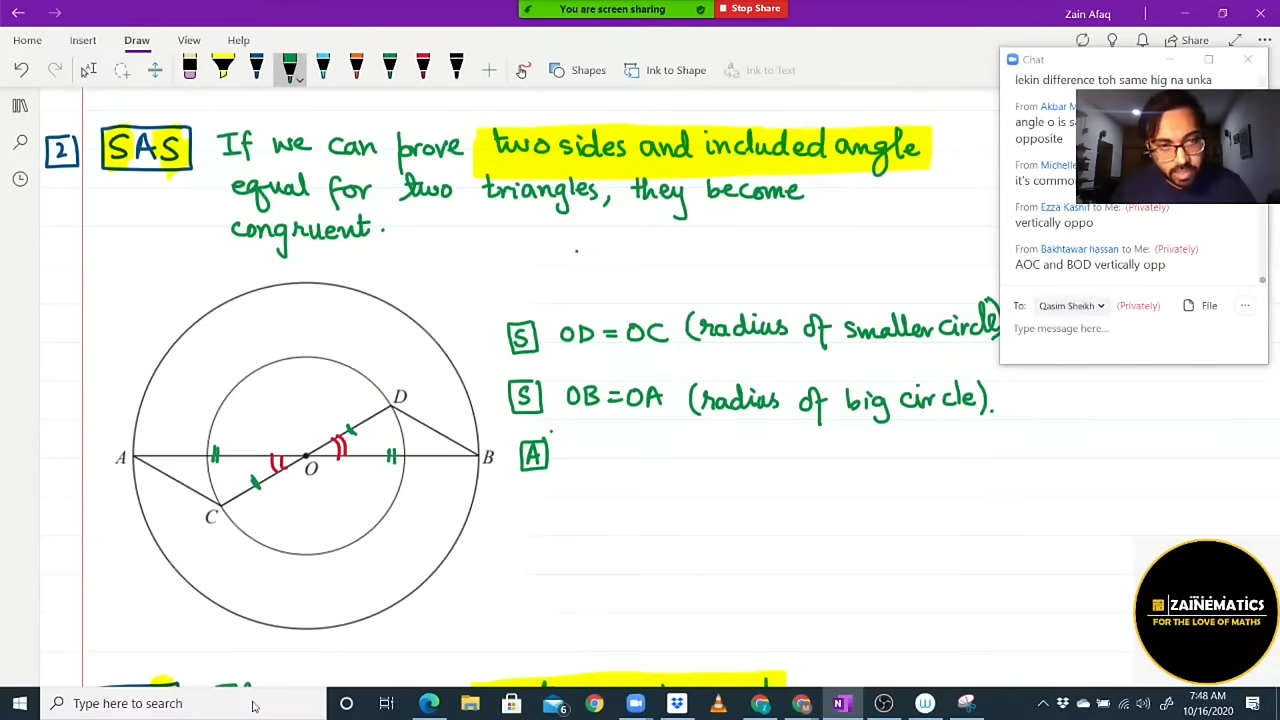 You are screen sharing
Stop Share
Zain Afaq
Home Insert Draw View Help
Share
Shapes
Ink to Shape
Ink to Text
Chat
lekin difference toh same hig na unka
From Akbar M
angle o is sa
opposite
From Michelle
it's commo
From Ezza Kashif to Me: (Privately)
vertically oppo
From Bakhtawar hassan to Me: (Privately)
AOC and BOD vertically opp
To: Qasim Sheikh (Privately) File
Type message here...
2 SAS If we can prove two sides and included angle
equal for two triangles, they become
congruent.
S OD = OC (radius of smaller circle)
S OB = OA (radius of big circle).
A
D
A
O
B
C
ZAINEMATICS
FOR THE LOVE OF MATHS
Type here to search
6
7:48 AM
10/16/2020